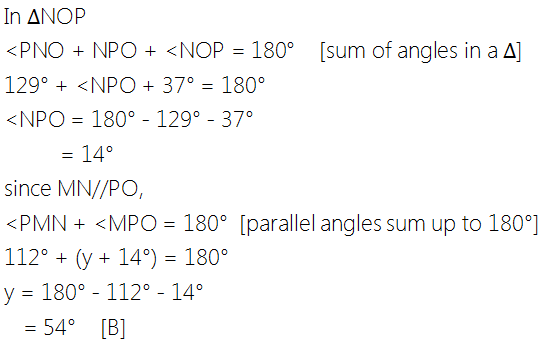 In ΔNOP
<PNO + NPO + <NOP = 180° [sum of angles in a Δ]
129° + <NPO + 37° = 180°
<NPO = 180° - 129° - 37°
= 14°
since MN//PO,
<PMN + <MPO = 180° [parallel angles sum up to 180°]
112° + (y + 14°) = 180°
y = 180° - 112° - 14°
= 54° [B]